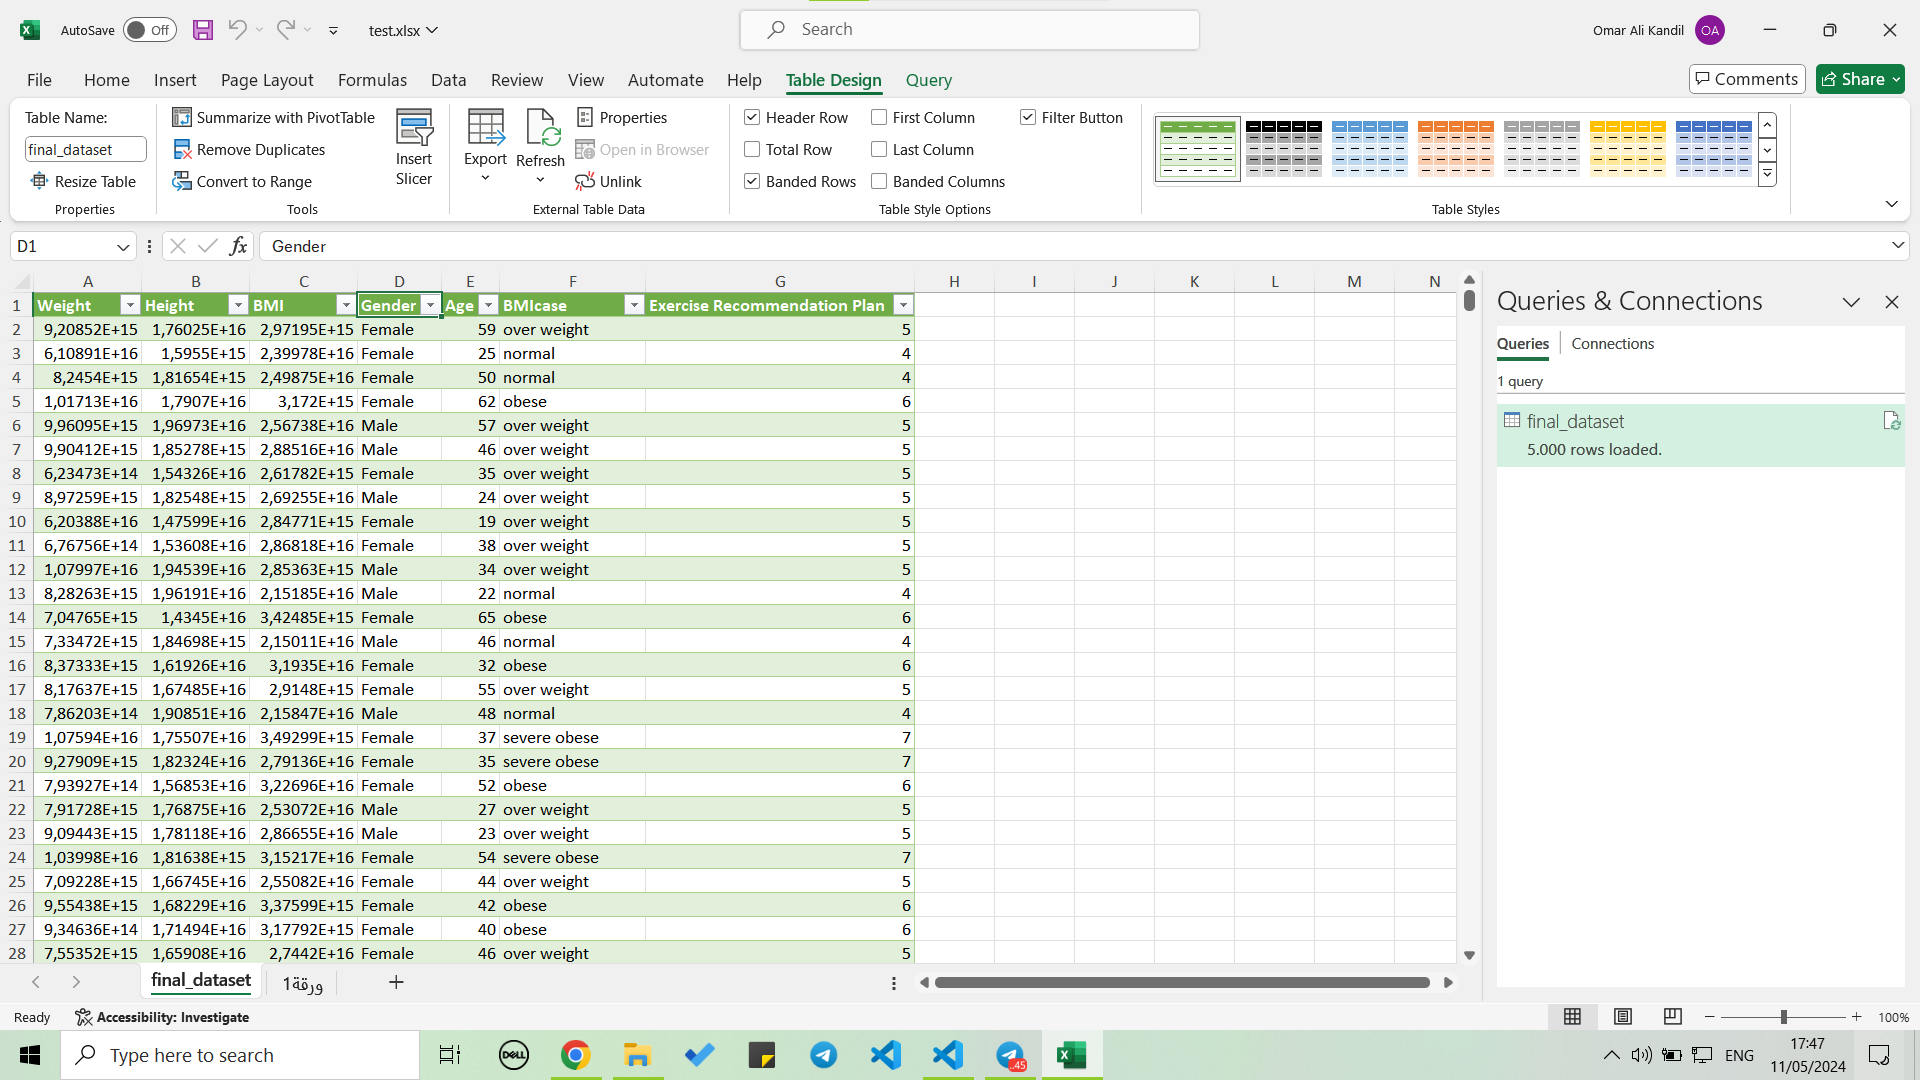 AutoSave Off test.xlsx Search Omar Ali Kandil OA
File Home Insert Page Layout Formulas Data Review View Automate Help Table Design Query Comments Share
Table Name:
final_dataset
Resize Table
Properties
Summarize with PivotTable
Remove Duplicates
Convert to Range
Tools
Insert
Slicer
Export
Refresh
Properties
Open in Browser
Unlink
External Table Data
Header Row First Column Filter Button
Total Row Last Column
Banded Rows Banded Columns
Table Style Options
Table Styles
D1 fx Gender
A B C D E F G H I J K L M N
1 Weight Height BMI Gender Age BMIcase Exercise Recommendation Plan
2 9,20852E+15 1,76025E+16 2,97195E+15 Female 59 over weight 5
3 6,10891E+16 1,5955E+15 2,39978E+16 Female 25 normal 4
4 8,2454E+15 1,81654E+15 2,49875E+16 Female 50 normal 4
5 1,01713E+16 1,7907E+16 3,172E+15 Female 62 obese 6
6 9,96095E+15 1,96973E+16 2,56738E+16 Male 57 over weight 5
7 9,90412E+15 1,85278E+15 2,88516E+16 Male 46 over weight 5
8 6,23473E+14 1,54326E+16 2,61782E+15 Female 35 over weight 5
9 8,97259E+15 1,82548E+15 2,69255E+16 Male 24 over weight 5
10 6,20388E+16 1,47599E+16 2,84771E+15 Female 19 over weight 5
11 6,76756E+14 1,53608E+16 2,86818E+16 Female 38 over weight 5
12 1,07997E+16 1,94539E+16 2,85363E+15 Male 34 over weight 5
13 8,28263E+15 1,96191E+16 2,15185E+16 Male 22 normal 4
14 7,04765E+15 1,4345E+16 3,42485E+15 Female 65 obese 6
15 7,33472E+15 1,84698E+15 2,15011E+16 Male 46 normal 4
16 8,37333E+15 1,61926E+16 3,1935E+16 Female 32 obese 6
17 8,17637E+15 1,67485E+16 2,9148E+15 Female 55 over weight 5
18 7,86203E+14 1,90851E+16 2,15847E+16 Male 48 normal 4
19 1,07594E+16 1,75507E+16 3,49299E+15 Female 37 severe obese 7
20 9,27909E+15 1,82324E+16 2,79136E+16 Female 35 severe obese 7
21 7,93927E+14 1,56853E+16 3,22696E+16 Female 52 obese 6
22 7,91728E+15 1,76875E+16 2,53072E+16 Male 27 over weight 5
23 9,09443E+15 1,78118E+16 2,86655E+16 Male 23 over weight 5
24 1,03998E+16 1,81638E+15 3,15217E+16 Female 54 severe obese 7
25 7,09228E+15 1,66745E+16 2,55082E+16 Female 44 over weight 5
26 9,55438E+15 1,68229E+16 3,37599E+15 Female 42 obese 6
27 9,34636E+14 1,71494E+16 3,17792E+15 Female 40 obese 6
28 7,55352E+15 1,65908E+16 2,7442E+16 Female 46 over weight 5
Queries & Connections
Queries Connections
1 query
final_dataset
5.000 rows loaded.
final_dataset ورقة1
Ready Accessibility: Investigate 100%
Type here to search DELL ..45 ENG 17:47
11/05/2024